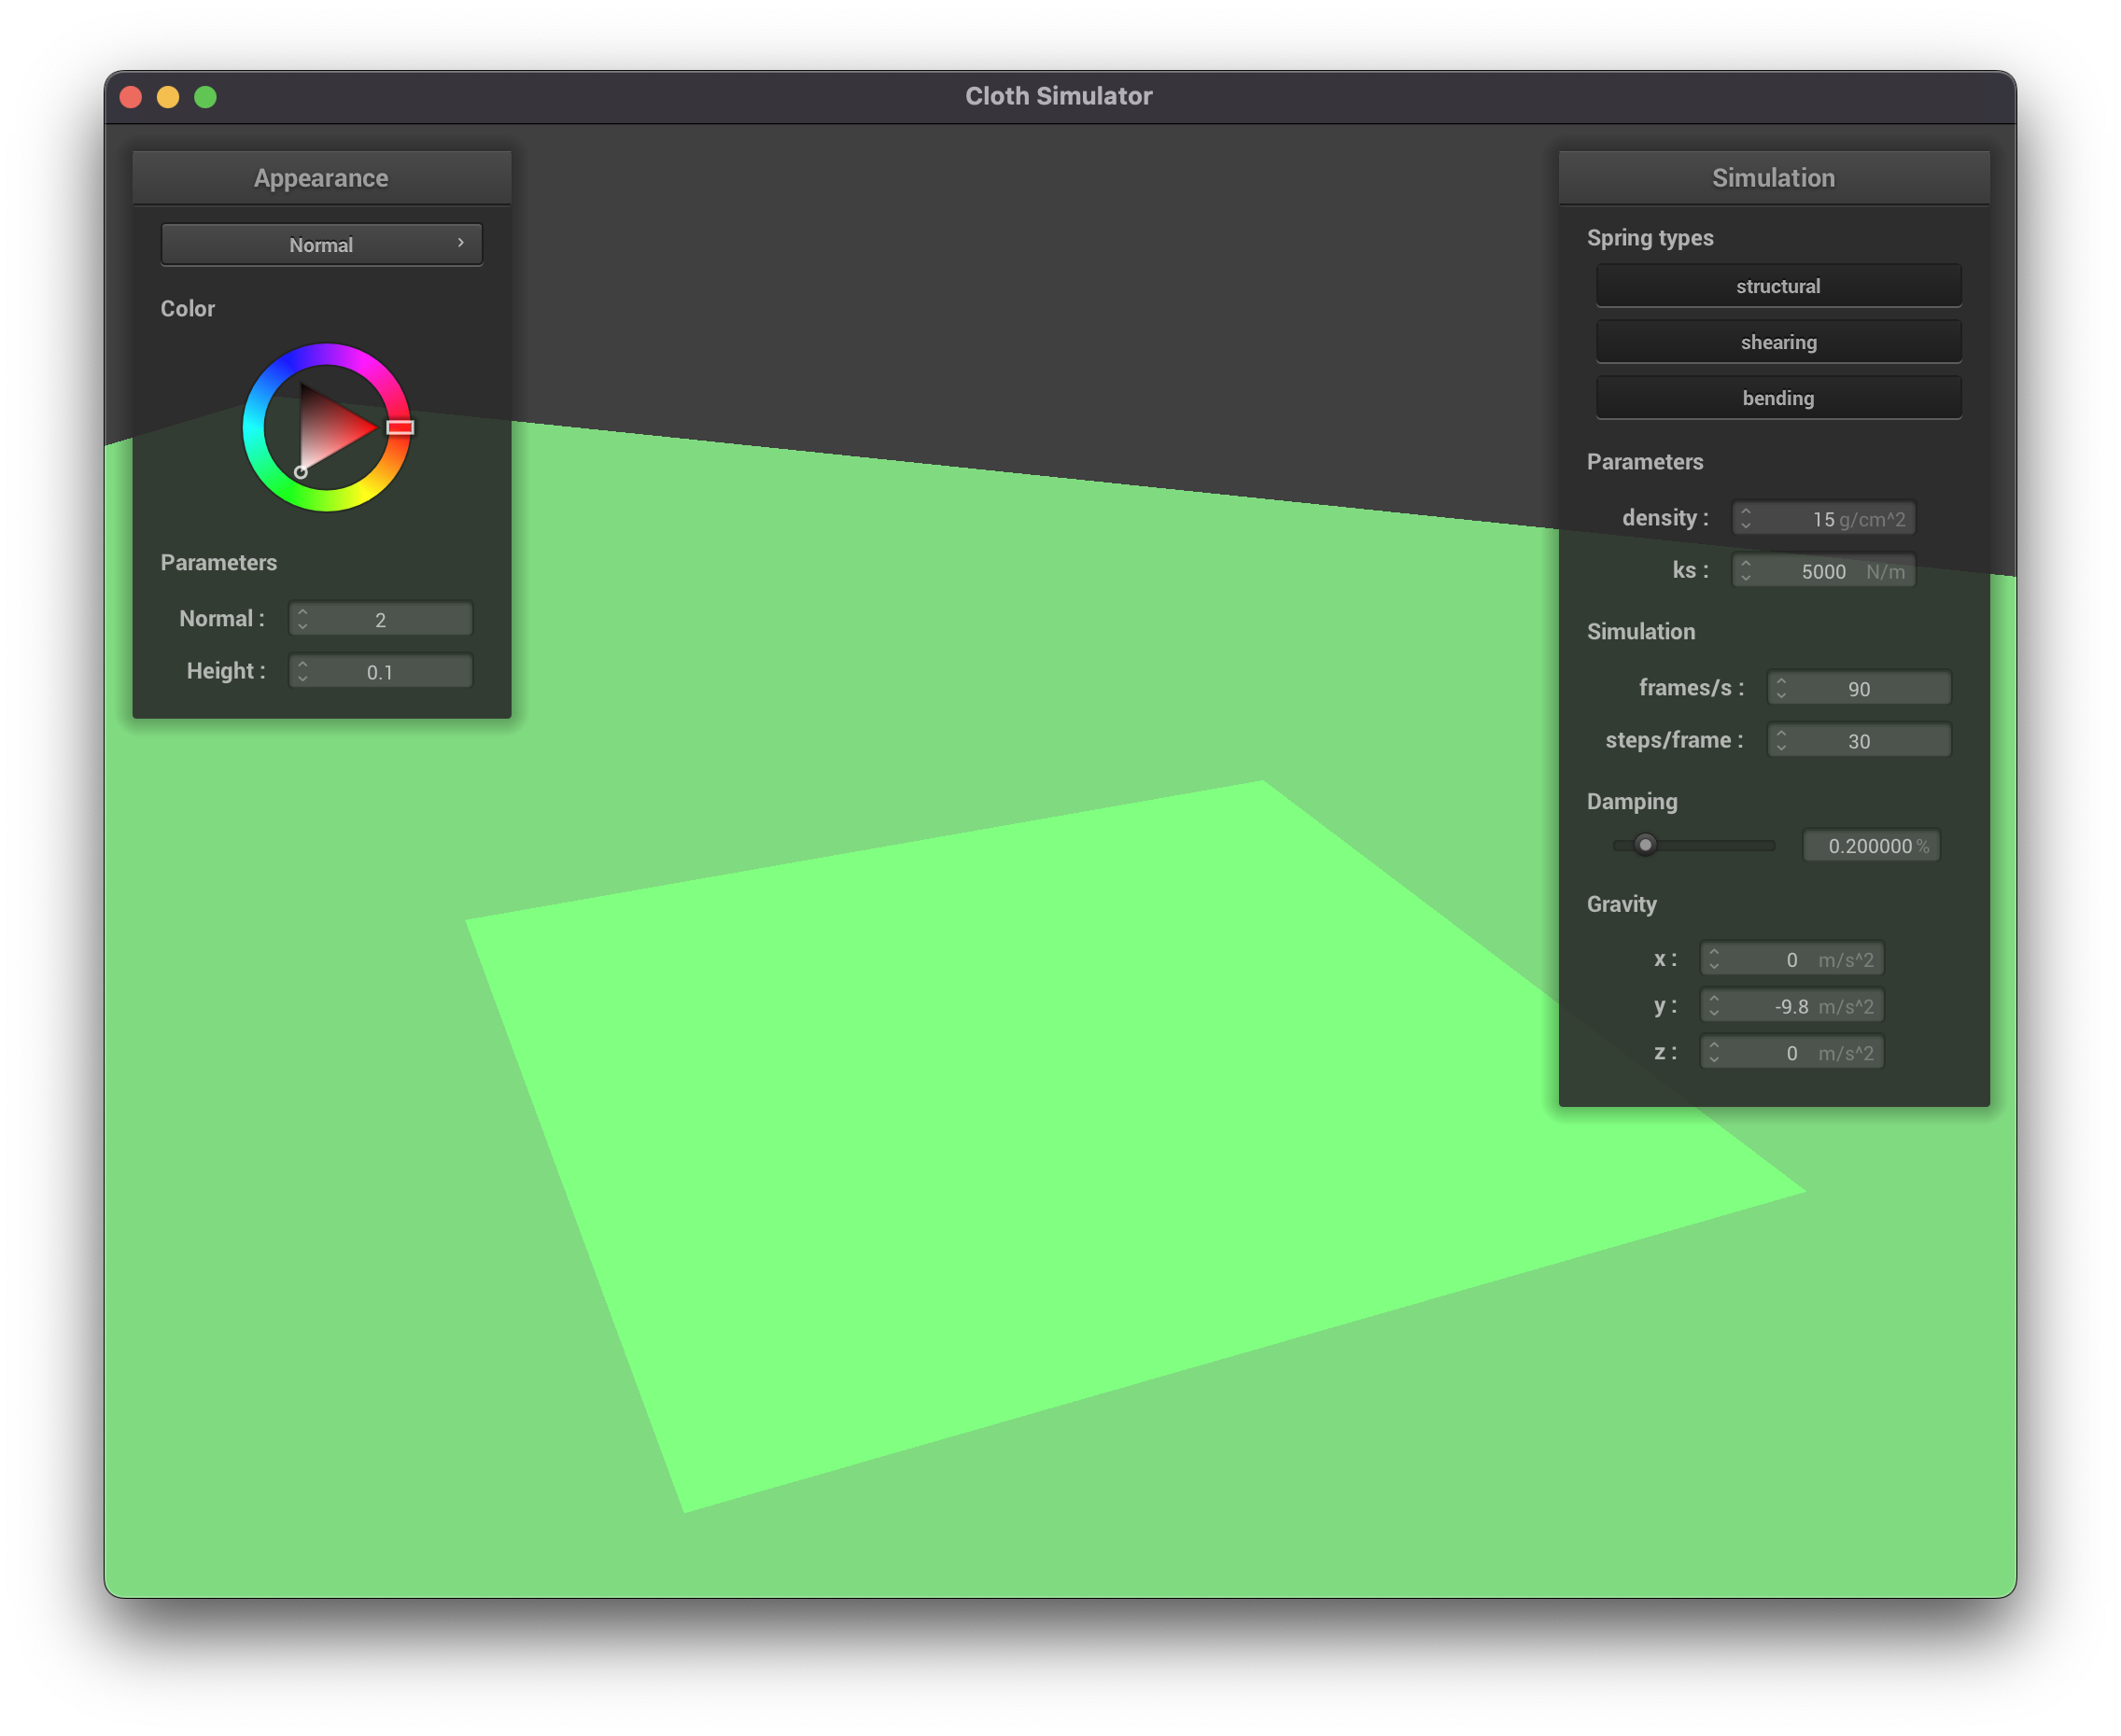 Cloth Simulator
Appearance
Normal
Color
Parameters
Normal : 2
Height : 0.1
Simulation
Spring types
structural
shearing
bending
Parameters
density : 15 g/cm^2
ks : 5000 N/m
Simulation
frames/s : 90
steps/frame : 30
Damping
0.200000 %
Gravity
x : 0 m/s^2
y : -9.8 m/s^2
z : 0 m/s^2